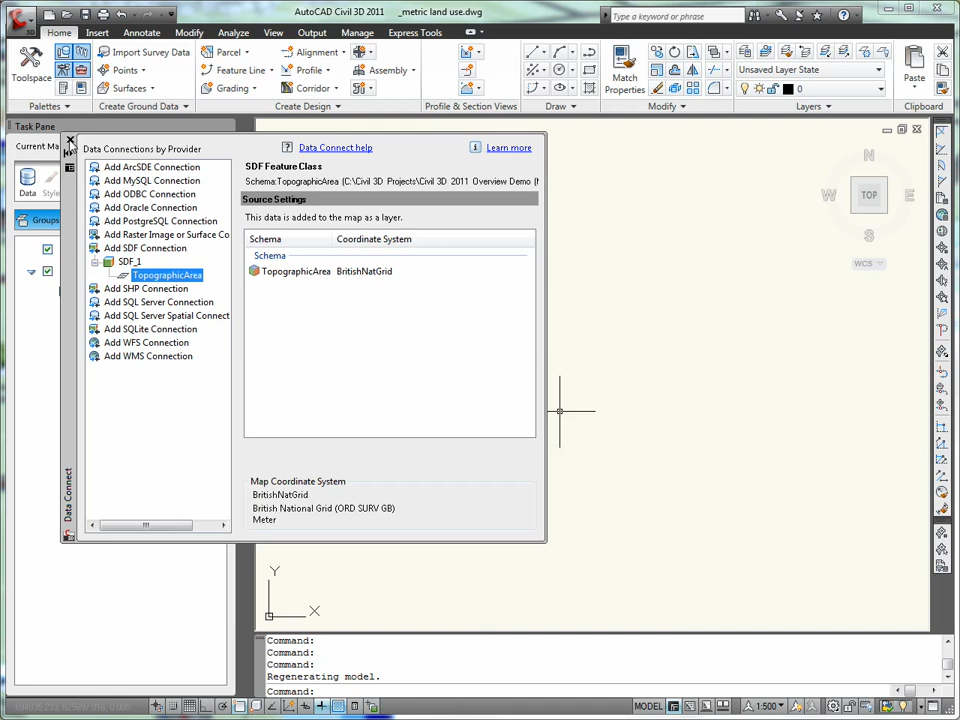 AutoCAD Civil 3D 2011 _metric land use.dwg
Type a keyword or phrase
Home Insert Annotate Modify Analyze View Output Manage Express Tools
Toolspace
Import Survey Data
Points
Surfaces
Parcel
Feature Line
Grading
Alignment
Profile
Corridor
Assembly
Match Properties
Unsaved Layer State
0
Paste
Palettes
Create Ground Data
Create Design
Profile & Section Views
Draw
Modify
Layers
Clipboard
Task Pane
Current Ma
Data
Groups
Data Connect
Data Connections by Provider
Add ArcSDE Connection
Add MySQL Connection
Add ODBC Connection
Add Oracle Connection
Add PostgreSQL Connection
Add Raster Image or Surface Co
Add SDF Connection
SDF_1
TopographicArea
Add SHP Connection
Add SQL Server Connection
Add SQL Server Spatial Connect
Add SQLite Connection
Add WFS Connection
Add WMS Connection
Data Connect help
Learn more
SDF Feature Class
Schema:TopographicArea (C:\Civil 3D Projects\Civil 3D 2011 Overview Demo (M
Source Settings
This data is added to the map as a layer.
Schema Coordinate System
Schema
TopographicArea BritishNatGrid
Map Coordinate System
BritishNatGrid
British National Grid (ORD SURV GB)
Meter
N
W TOP E
S
WCS
Y
X
Command:
Command:
Command:
Regenerating model.
Command:
MODEL
1:500